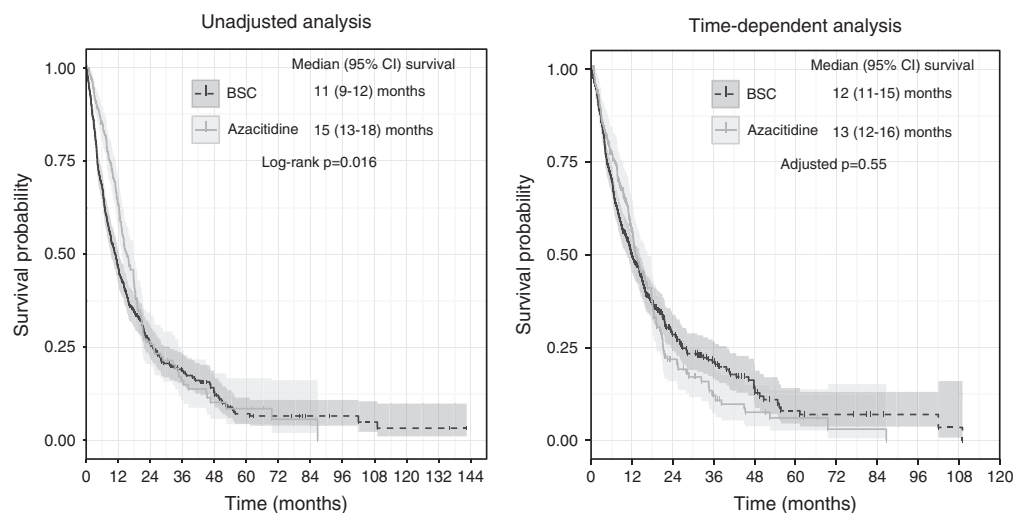 Unadjusted analysis
Median (95% CI) survival
BSC 11 (9-12) months
Azacitidine 15 (13-18) months
Log-rank p=0.016
Survival probability
1.00
0.75
0.50
0.25
0.00
0 12 24 36 48 60 72 84 96 108 120 132 144
Time (months)
Time-dependent analysis
Median (95% CI) survival
BSC 12 (11-15) months
Azacitidine 13 (12-16) months
Adjusted p=0.55
Survival probability
1.00
0.75
0.50
0.25
0.00
0 12 24 36 48 60 72 84 96 108 120
Time (months)